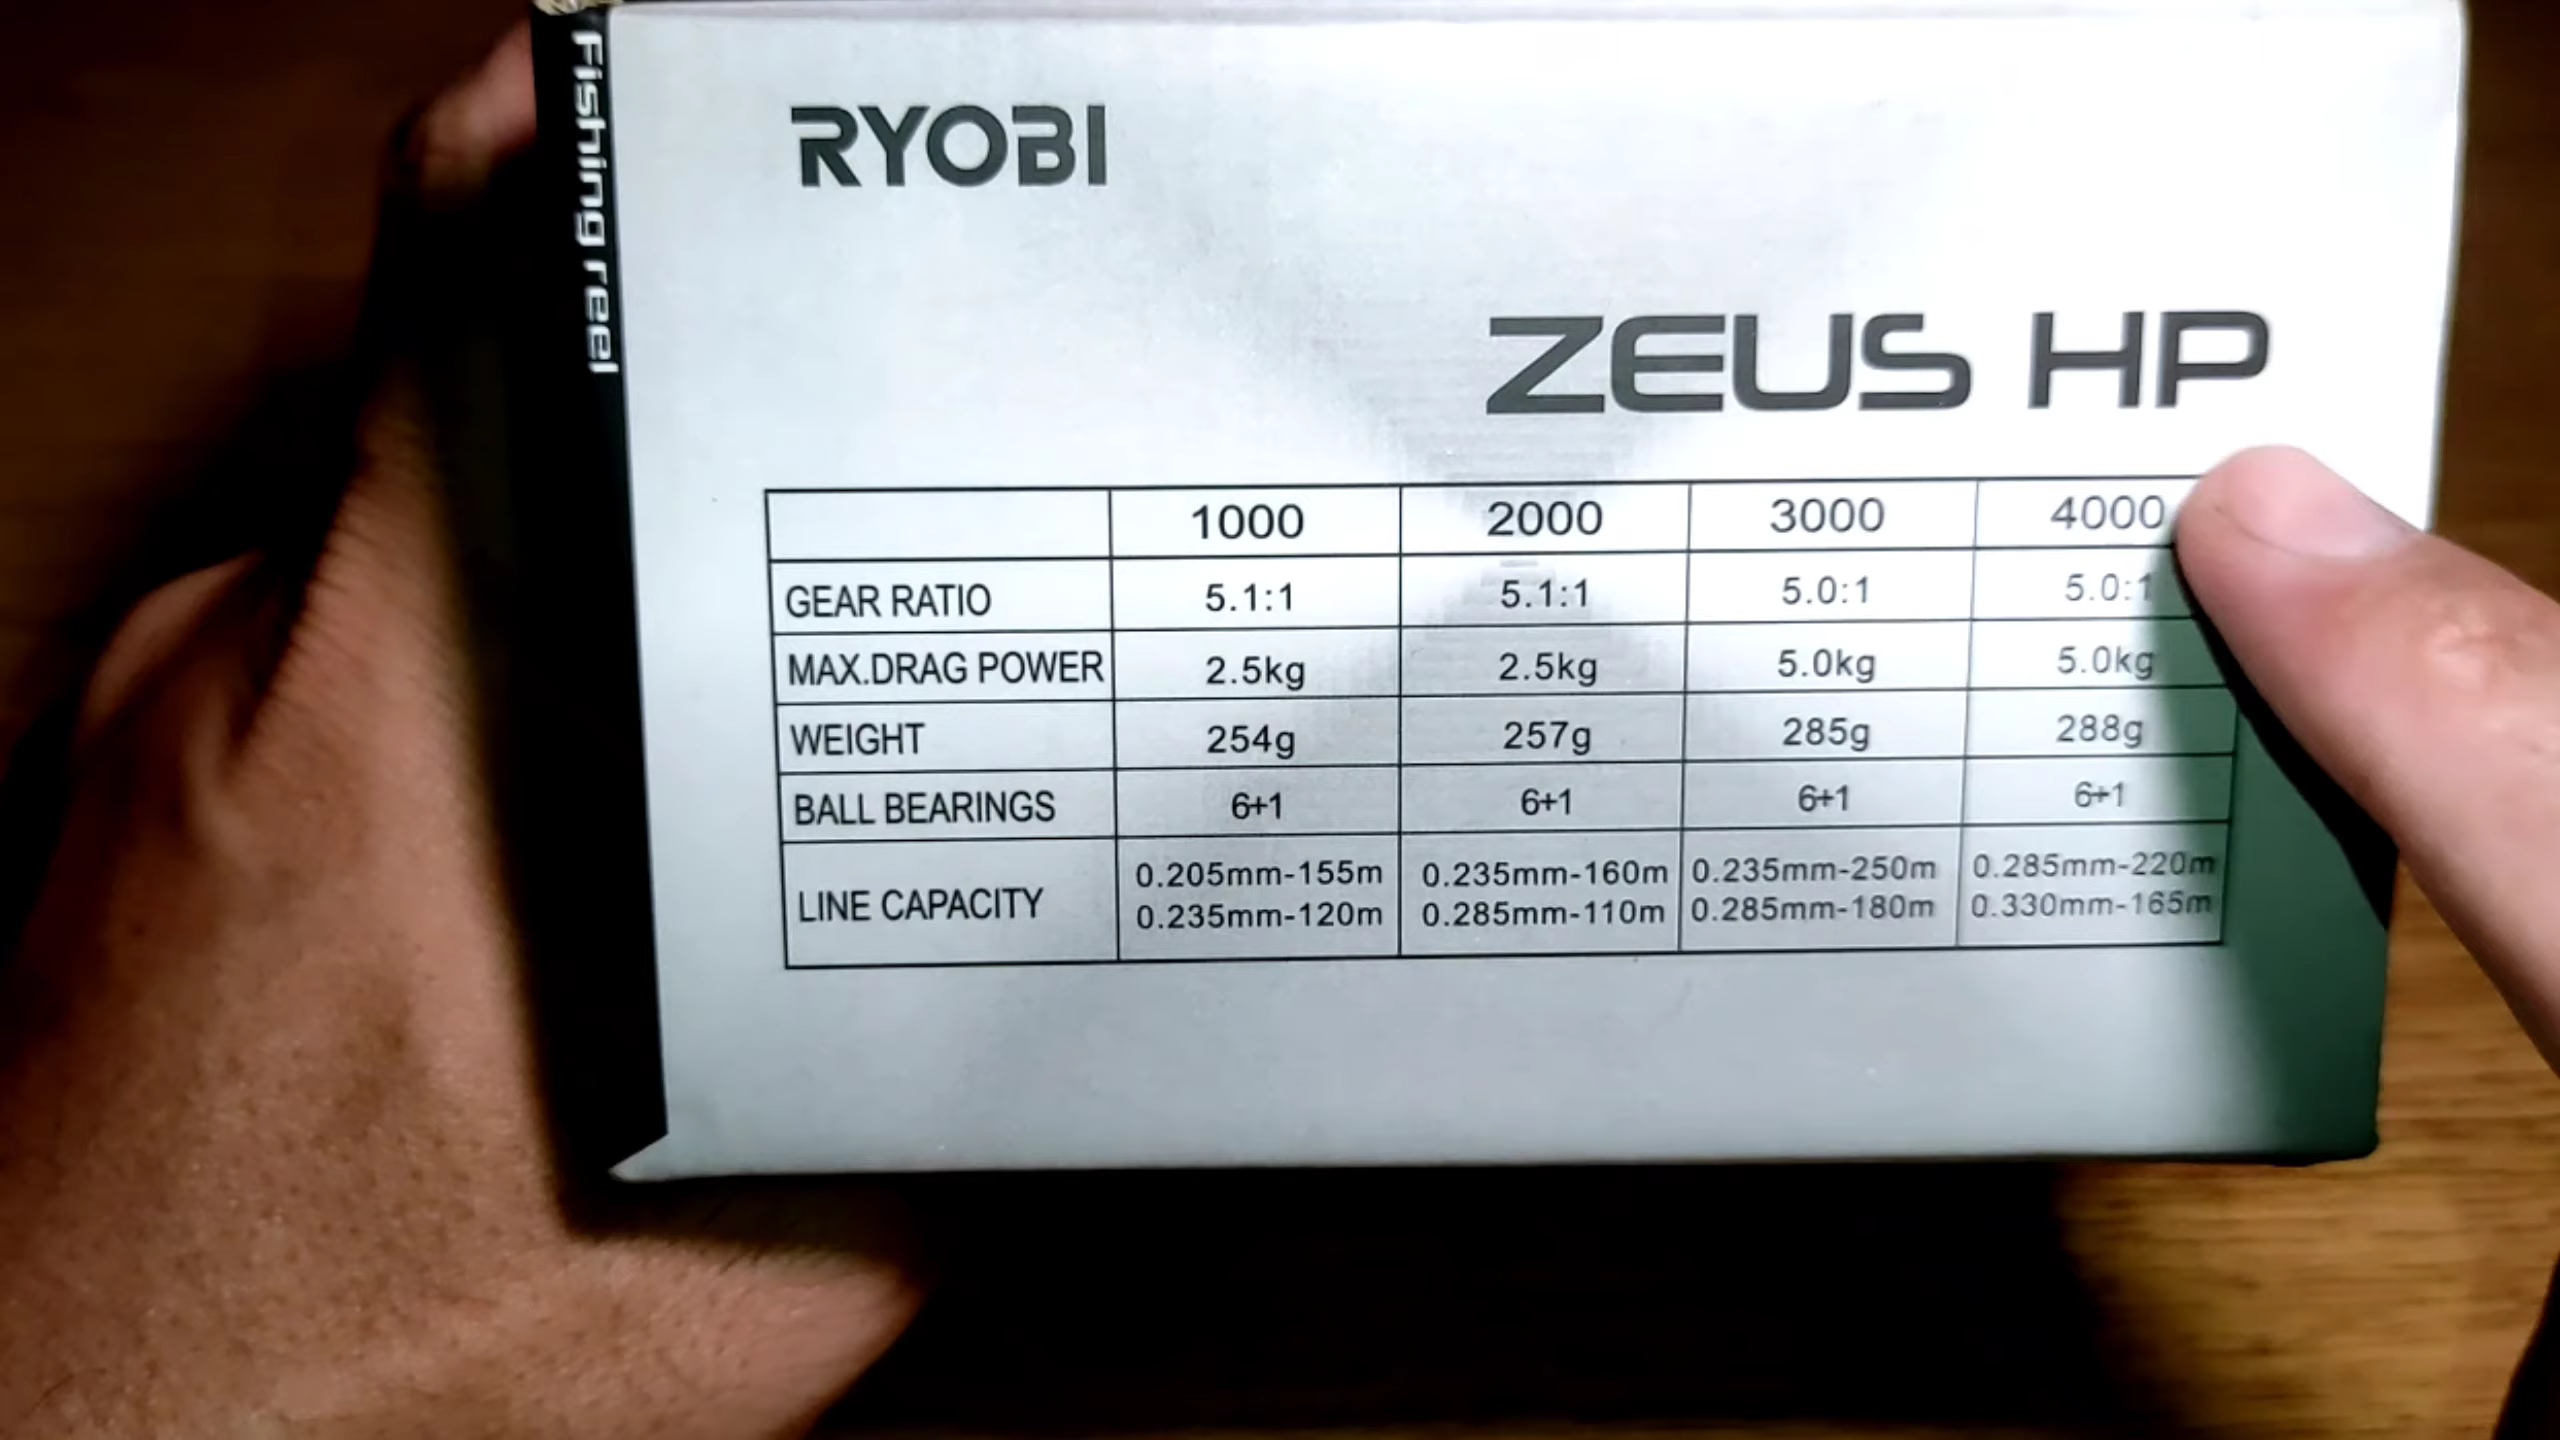 Fishing reel
RYOBI
ZEUS HP
1000 2000 3000 4000
GEAR RATIO 5.1:1 5.1:1 5.0:1 5.0:1
MAX.DRAG POWER 2.5kg 2.5kg 5.0kg 5.0kg
WEIGHT 254g 257g 285g 288g
BALL BEARINGS 6+1 6+1 6+1 6+1
LINE CAPACITY 0.205mm-155m 0.235mm-160m 0.235mm-250m 0.285mm-220m
0.235mm-120m 0.285mm-110m 0.285mm-180m 0.330mm-165m